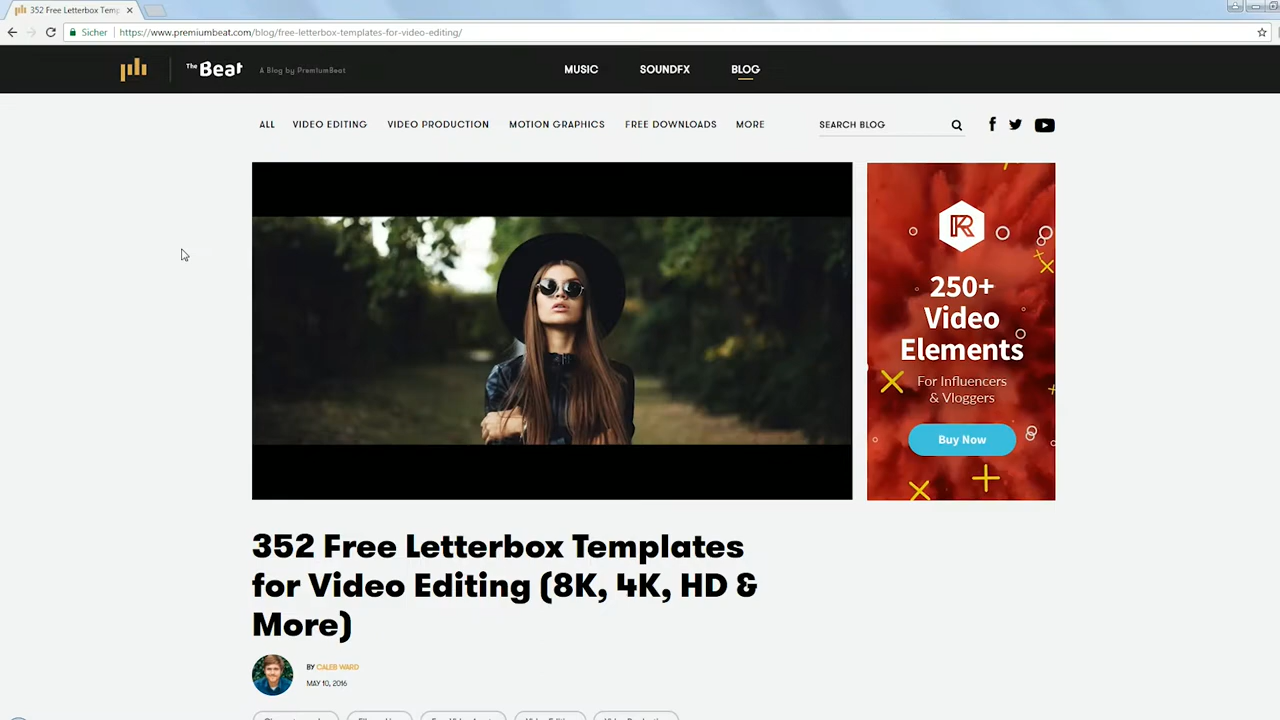 352 Free Letterbox Temp
Sicher https://www.premiumbeat.com/blog/free-letterbox-templates-for-video-editing/
The Beat A Blog by PremiumBeat MUSIC SOUNDFX BLOG
ALL VIDEO EDITING VIDEO PRODUCTION MOTION GRAPHICS FREE DOWNLOADS MORE SEARCH BLOG
250+
Video
Elements
For Influencers
& Vloggers
Buy Now
352 Free Letterbox Templates
for Video Editing (8K, 4K, HD &
More)
BY CALEB WARD
MAY 10, 2016